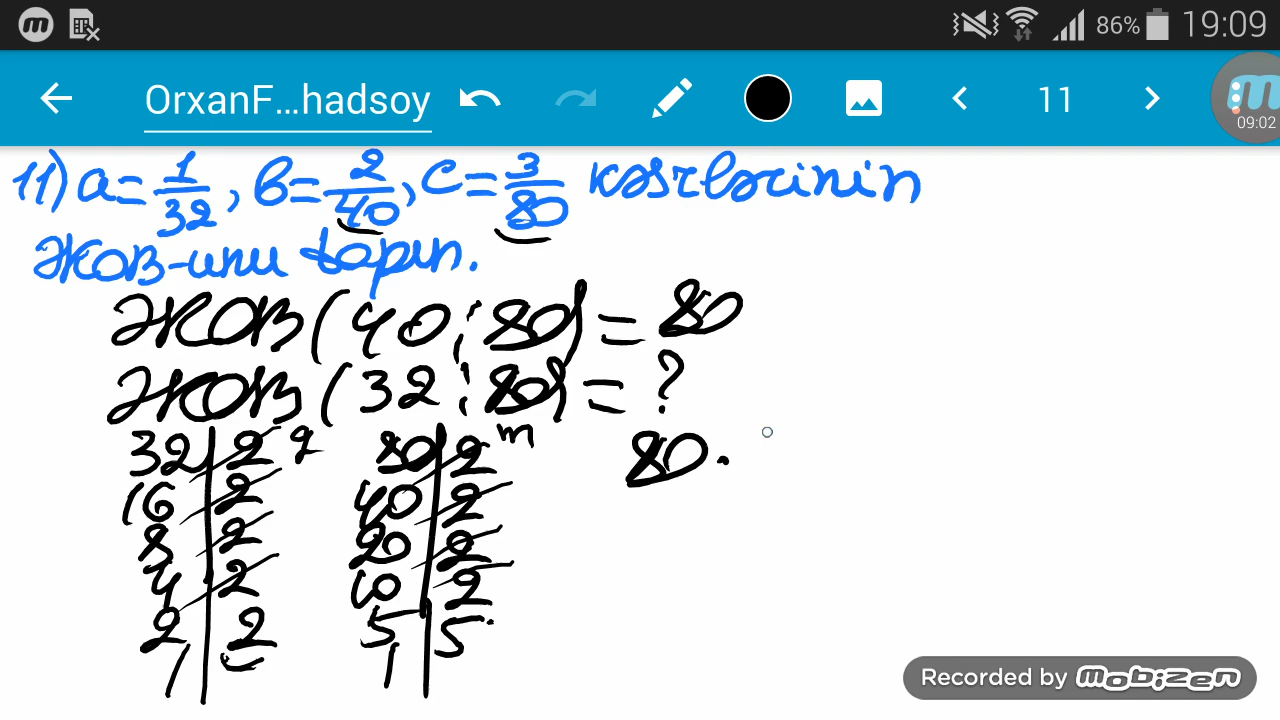 86% 19:09
OrxanF...hadsoy 11
09:02
11) a=1/32, в=2/40, c=3/80 kəsrlərinin
ƏKOB-unu tapın.
ƏKOB(40;80)=80
ƏKOB(32;80)=?
32 2 80 2 80.
16 2 40 2
8 2 20 2
4 2 10 2
2 2 5 5
1 1
Recorded by mobizen